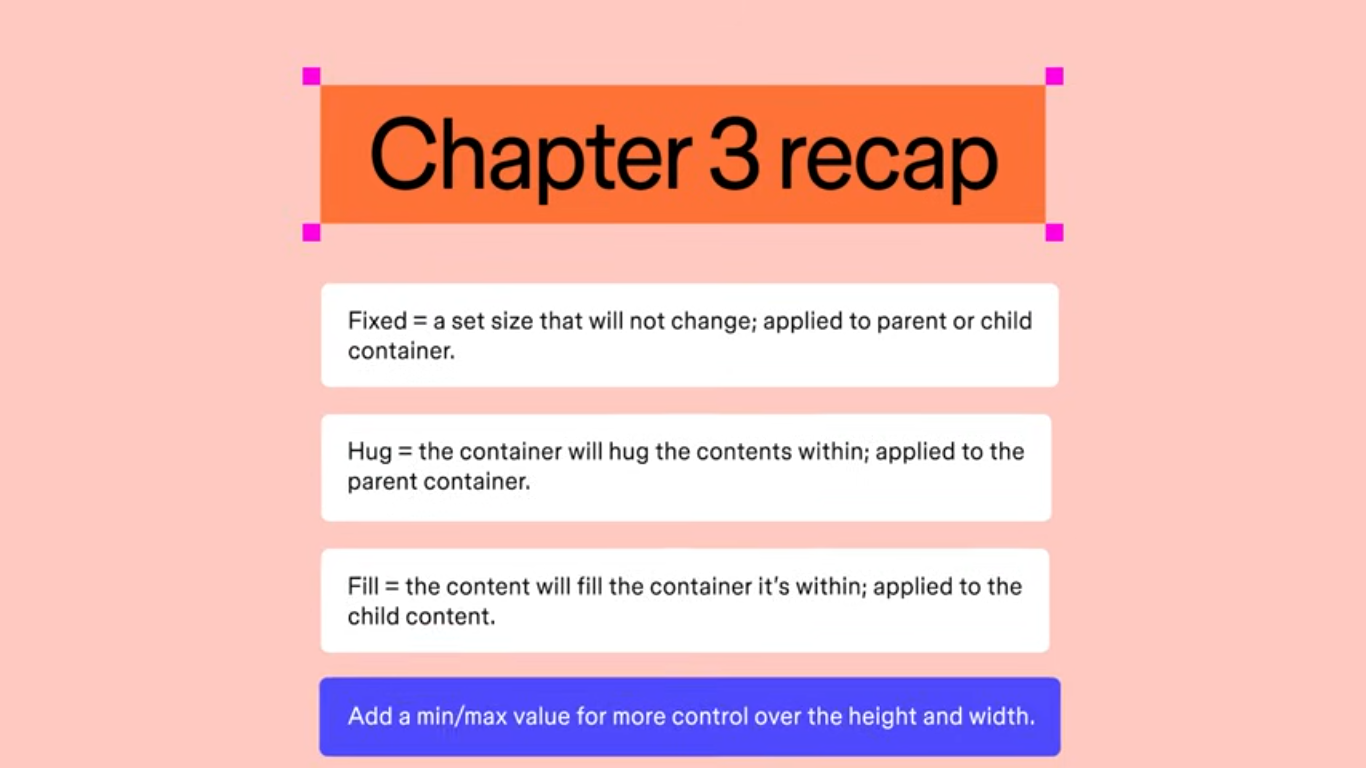 Chapter 3 recap
Fixed = a set size that will not change; applied to parent or child
container.
Hug = the container will hug the contents within; applied to the
parent container.
Fill = the content will fill the container it’s within; applied to the
child content.
Add a min/max value for more control over the height and width.